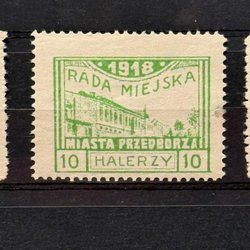 1918
RADA MIEJSKA
MIASTA PRZEDBORZA
10 HALERZY 10